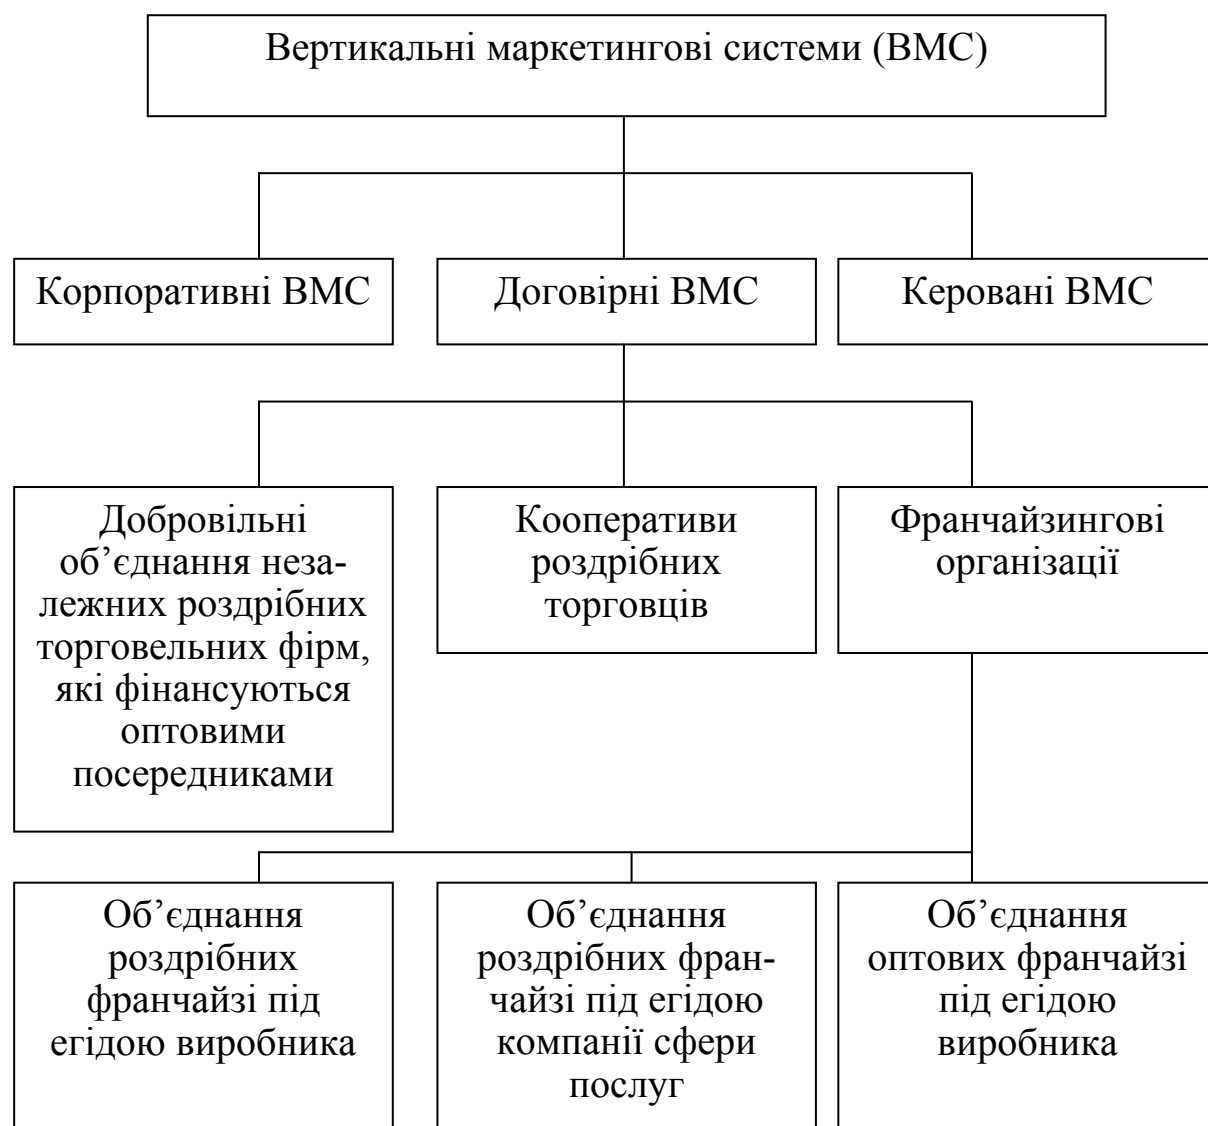 Вертикальні маркетингові системи (ВМС)
Корпоративні ВМС
Договірні ВМС
Керовані ВМС
Добровільні
об’єднання неза-
лежних роздрібних
торговельних фірм,
які фінансуються
оптовими
посередниками
Кооперативи
роздрібних
торговців
Франчайзингові
організації
Об’єднання
роздрібних
франчайзі під
егідою виробника
Об’єднання
роздрібних фран-
чайзі під егідою
компанії сфери
послуг
Об’єднання
оптових франчайзі
під егідою
виробника